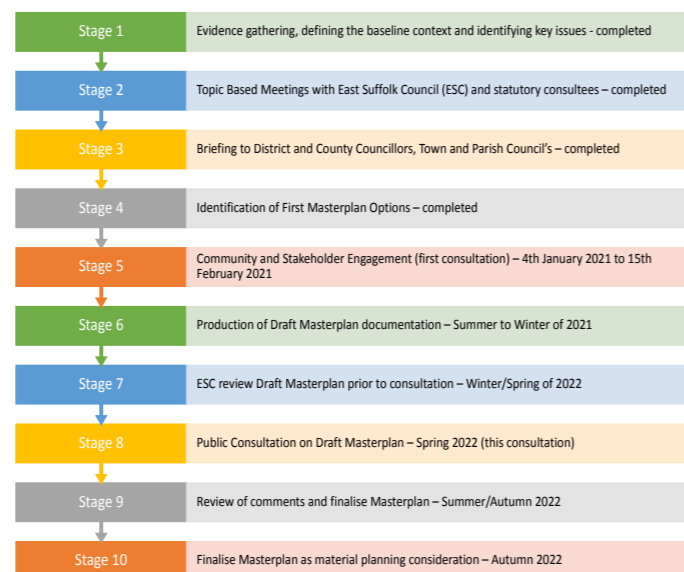 Stage 1
Evidence gathering, defining the baseline context and identifying key issues - completed
Stage 2
Topic Based Meetings with East Suffolk Council (ESC) and statutory consultees – completed
Stage 3
Briefing to District and County Councillors, Town and Parish Council's – completed
Stage 4
Identification of First Masterplan Options – completed
Stage 5
Community and Stakeholder Engagement (first consultation) – 4th January 2021 to 15th
February 2021
Stage 6
Production of Draft Masterplan documentation – Summer to Winter of 2021
Stage 7
ESC review Draft Masterplan prior to consultation – Winter/Spring of 2022
Stage 8
Public Consultation on Draft Masterplan – Spring 2022 (this consultation)
Stage 9
Review of comments and finalise Masterplan – Summer/Autumn 2022
Stage 10
Finalise Masterplan as material planning consideration – Autumn 2022